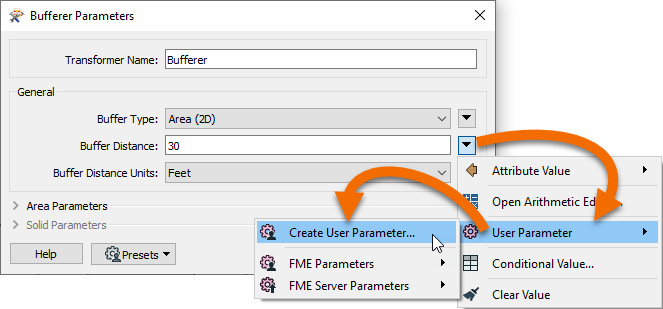 Bufferer Parameters
Transformer Name: Bufferer
General
Buffer Type: Area (2D)
Buffer Distance: 30
Buffer Distance Units: Feet
Attribute Value
Area Parameters
Open Arithmetic Edi
Solid Parameters
Create User Parameter...
User Parameter
Help
Presets
FME Parameters
Conditional Value...
FME Server Parameters
Clear Value